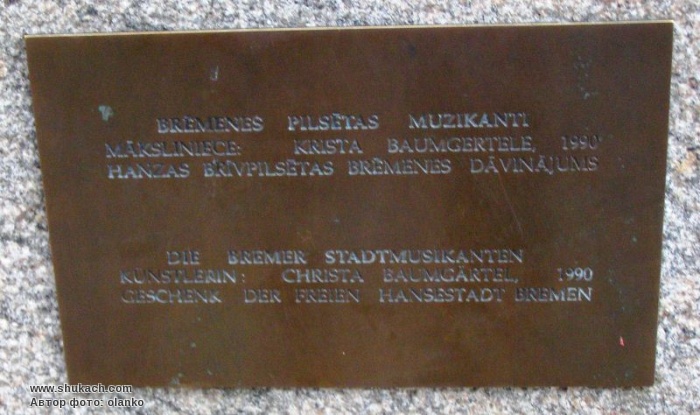 BRĒMENES PILSĒTAS MUZIKANTI
MĀKSLINIECE: KRISTA BAUMGERTELE, 1990
HANZAS BRĪVPILSĒTAS BRĒMENES DĀVINĀJUMS
DIE BREMER STADTMUSIKANTEN
KÜNSTLERIN: CHRISTA BAUMGÄRTEL, 1990
GESCHENK DER FREIEN HANSESTADT BREMEN
www.shukach.com
Автор фото: olanko